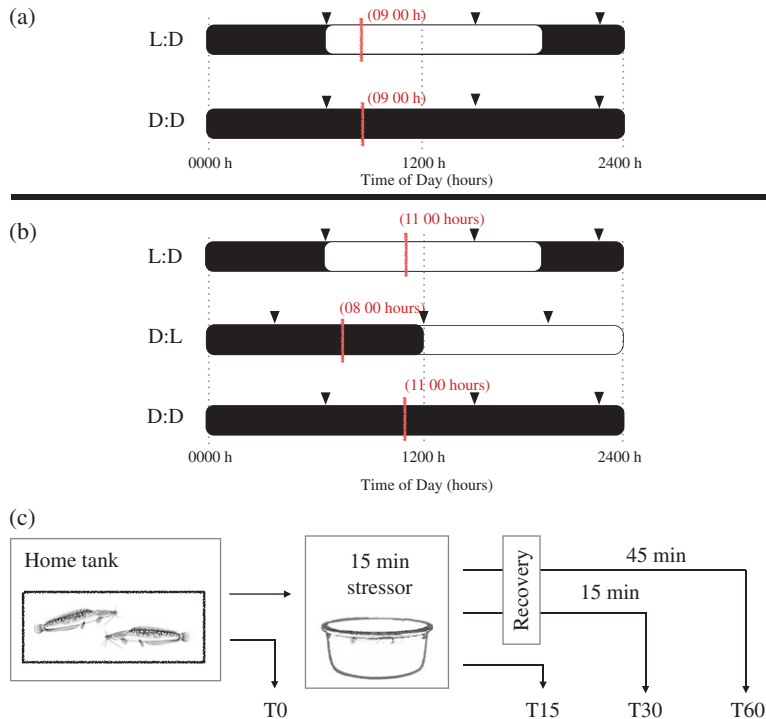 (a)
(09 00 h)
L:D
(09 00 h)
D:D
0000 h 1200 h 2400 h
Time of Day (hours)
(b)
(11 00 hours)
L:D
(08 00 hours)
D:L
(11 00 hours)
D:D
0000 h 1200 h 2400 h
Time of Day (hours)
(c)
Home tank
15 min
stressor
Recovery
45 min
15 min
T0 T15 T30 T60